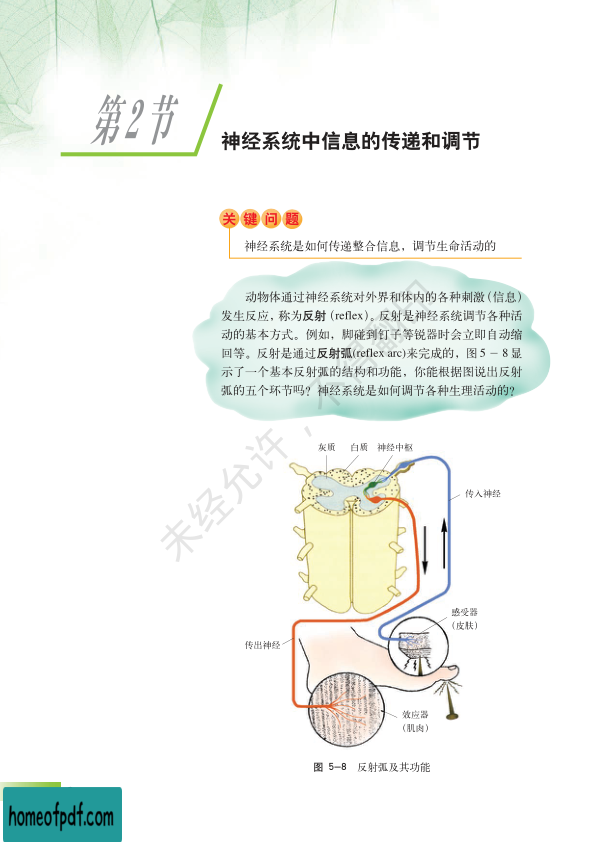 第2节
神经系统中信息的传递和调节
关键问题
神经系统是如何传递整合信息，调节生命活动的
动物体通过神经系统对外界和体内的各种刺激（信息）
发生反应，称为反射（reflex）。反射是神经系统调节各种活
动的基本方式。例如，脚碰到钉子等锐器时会立即自动缩
回等。反射是通过反射弧(reflex arc)来完成的，图 5 － 8 显
示了一个基本反射弧的结构和功能，你能根据图说出反射
弧的五个环节吗？神经系统是如何调节各种生理活动的？
未经允许，不得翻印
灰质 白质 神经中枢
传入神经
感受器
（皮肤）
传出神经
效应器
（肌肉）
图 5—8 反射弧及其功能
homeofpdf.com